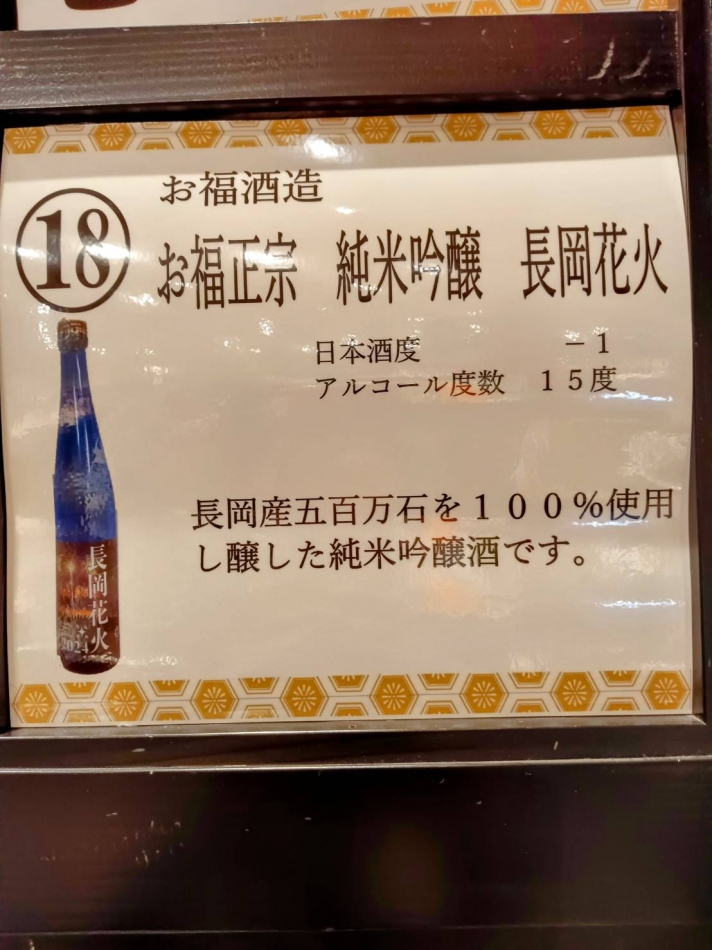 ⑱
お福酒造
お福正宗　純米吟醸　長岡花火
日本酒度　　　　－１
アルコール度数　１５度
長岡産五百万石を１００％使用
し醸した純米吟醸酒です。
長岡花火
2024